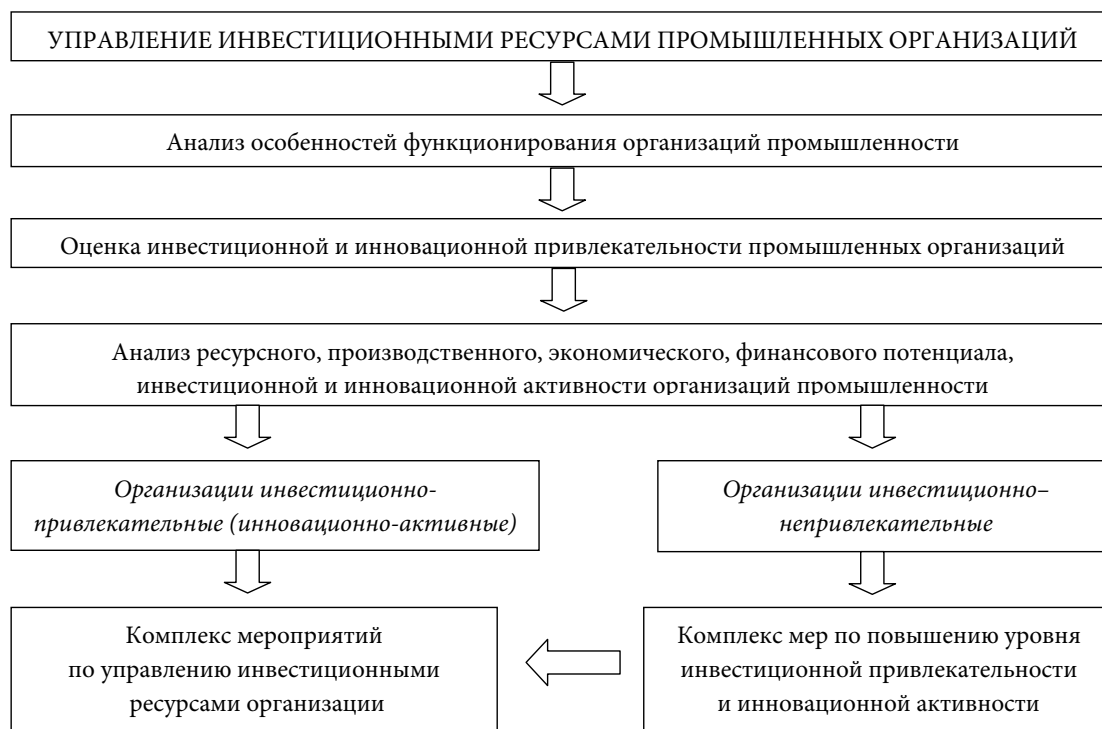 УПРАВЛЕНИЕ ИНВЕСТИЦИОННЫМИ РЕСУРСАМИ ПРОМЫШЛЕННЫХ ОРГАНИЗАЦИЙ
Анализ особенностей функционирования организаций промышленности
Оценка инвестиционной и инновационной привлекательности промышленных организаций
Анализ ресурсного, производственного, экономического, финансового потенциала,
инвестиционной и инновационной активности организаций промышленности
Организации инвестиционно-
привлекательные (инновационно-активные)
Организации инвестиционно–
непривлекательные
Комплекс мероприятий
по управлению инвестиционными
ресурсами организации
Комплекс мер по повышению уровня
инвестиционной привлекательности
и инновационной активности